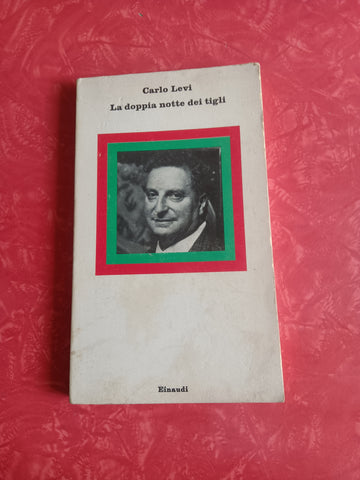 Carlo Levi
La doppia notte dei tigli
Einaudi